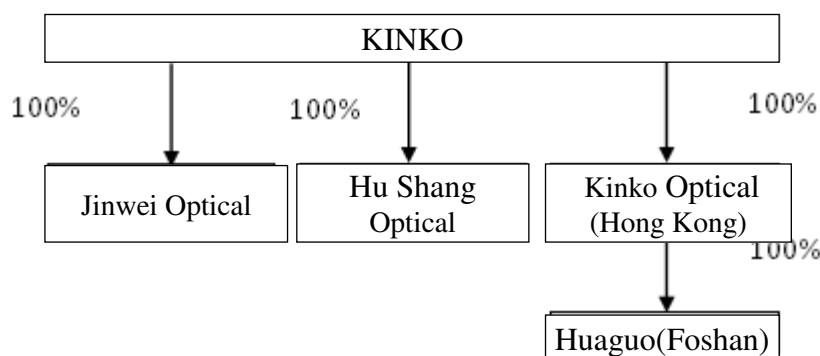 KINKO
100%
100%
100%
Jinwei Optical
Hu Shang
Optical
Kinko Optical
(Hong Kong)
100%
Huaguo(Foshan)